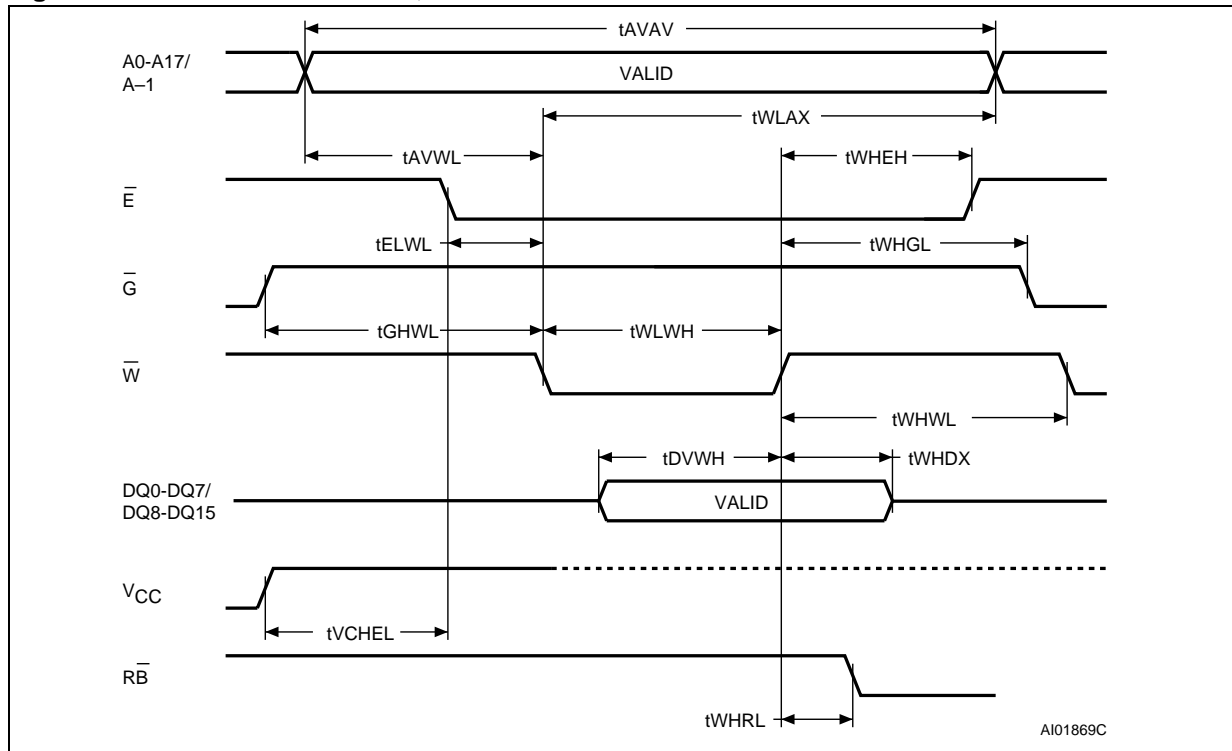 tAVAV
A0-A17/
A–1
VALID
tWLAX
tAVWL
tWHEH
E̅
tELWL
tWHGL
G̅
tGHWL
tWLWH
W̅
tWHWL
tDVWH
tWHDX
DQ0-DQ7/
DQ8-DQ15
VALID
VCC
tVCHEL
RB̅
tWHRL
AI01869C